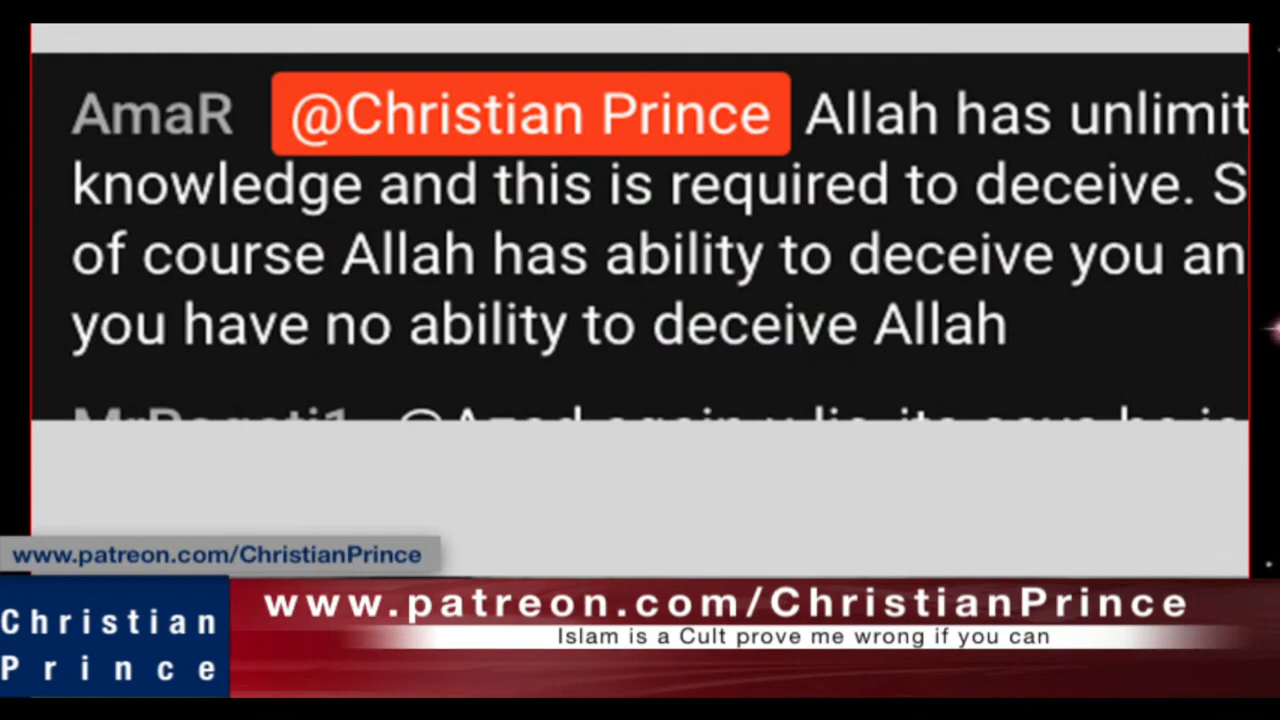 AmaR @Christian Prince Allah has unlimit
knowledge and this is required to deceive. S
of course Allah has ability to deceive you an
you have no ability to deceive Allah
www.patreon.com/ChristianPrince
www.patreon.com/ChristianPrince
Islam is a Cult prove me wrong if you can
Christian
Prince